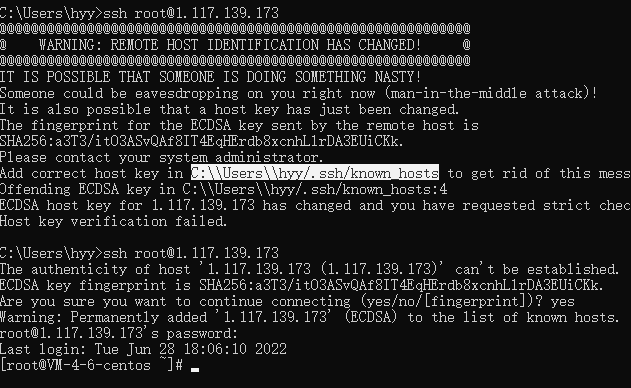 C:\Users\hyy>ssh root@1.117.139.173
@@@@@@@@@@@@@@@@@@@@@@@@@@@@@@@@@@@@@@@@@@@@@@@@@@@@@@@@@@@
@    WARNING: REMOTE HOST IDENTIFICATION HAS CHANGED!     @
@@@@@@@@@@@@@@@@@@@@@@@@@@@@@@@@@@@@@@@@@@@@@@@@@@@@@@@@@@@
IT IS POSSIBLE THAT SOMEONE IS DOING SOMETHING NASTY!
Someone could be eavesdropping on you right now (man-in-the-middle attack)!
It is also possible that a host key has just been changed.
The fingerprint for the ECDSA key sent by the remote host is
SHA256:a3T3/itO3ASvQAf8IT4EqHErdb8xcnhL1rDA3EUiCKk.
Please contact your system administrator.
Add correct host key in C:\\Users\\hyy/.ssh/known_hosts to get rid of this mess
Offending ECDSA key in C:\\Users\\hyy/.ssh/known_hosts:4
ECDSA host key for 1.117.139.173 has changed and you have requested strict chec
Host key verification failed.
C:\Users\hyy>ssh root@1.117.139.173
The authenticity of host '1.117.139.173 (1.117.139.173)' can't be established.
ECDSA key fingerprint is SHA256:a3T3/itO3ASvQAf8IT4EqHErdb8xcnhL1rDA3EUiCKk.
Are you sure you want to continue connecting (yes/no/[fingerprint])? yes
Warning: Permanently added '1.117.139.173' (ECDSA) to the list of known hosts.
root@1.117.139.173's password:
Last login: Tue Jun 28 18:06:10 2022
[root@VM-4-6-centos ~]# _